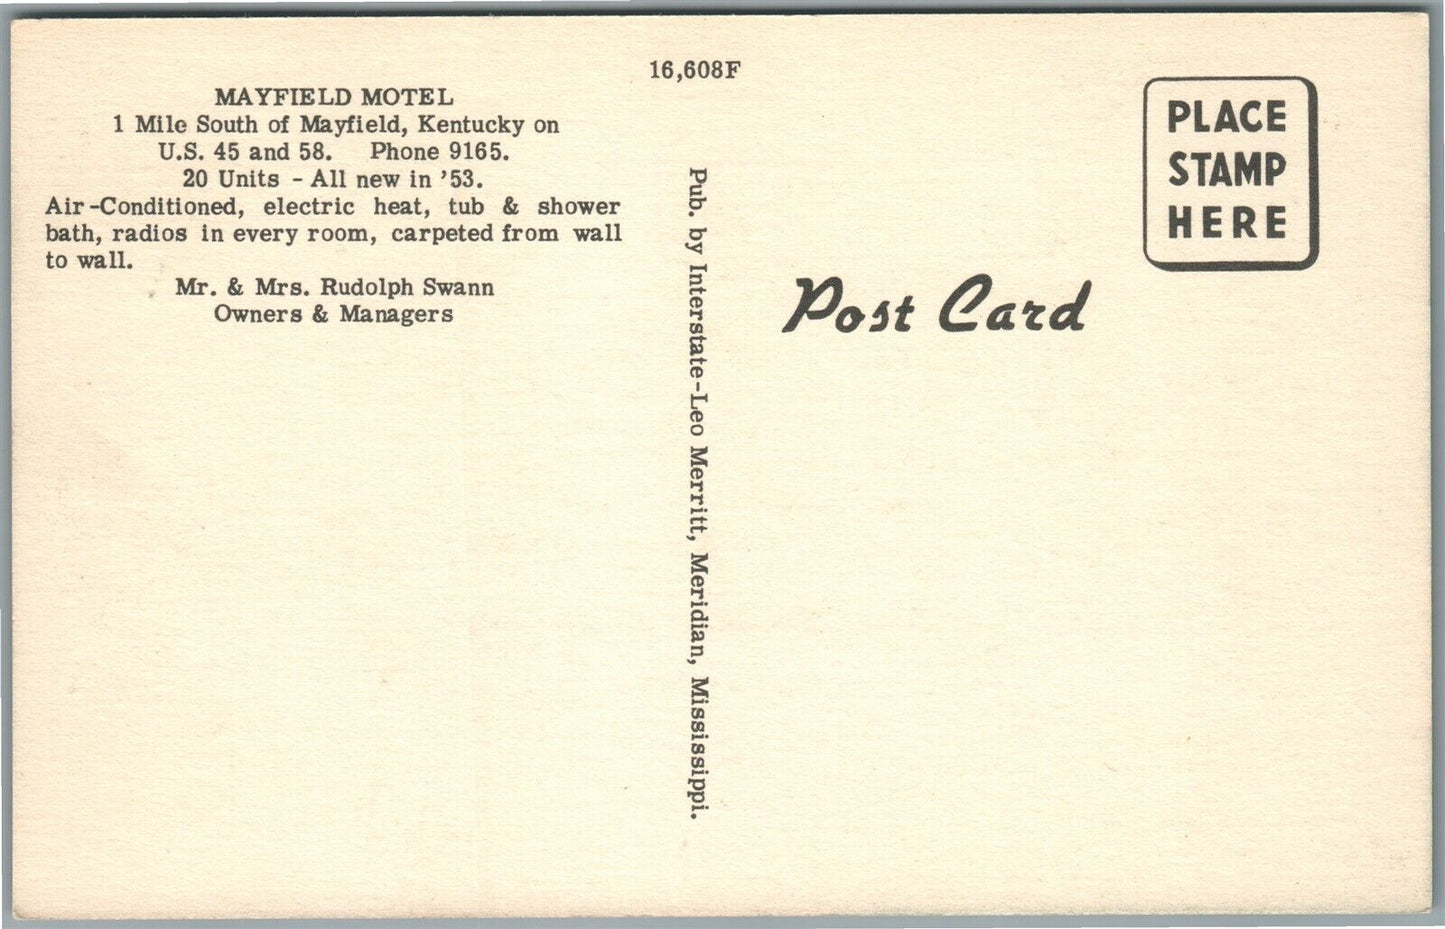 16,608F
MAYFIELD MOTEL
1 Mile South of Mayfield, Kentucky on
U.S. 45 and 58. Phone 9165.
20 Units - All new in '53.
Air-Conditioned, electric heat, tub & shower
bath, radios in every room, carpeted from wall
to wall.
Mr. & Mrs. Rudolph Swann
Owners & Managers
Pub. by Interstate-Leo Merritt, Meridian, Mississippi.
Post Card
PLACE
STAMP
HERE